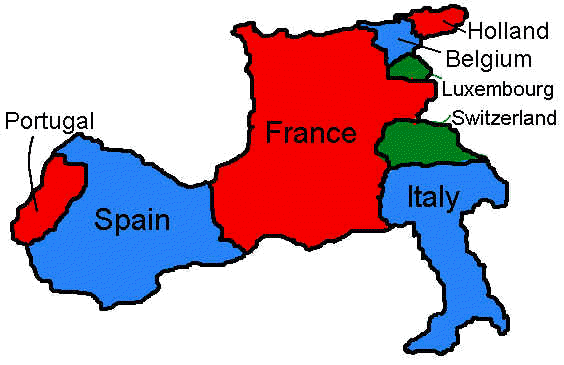 Holland
Belgium
Luxembourg
Switzerland
Portugal
France
Italy
Spain